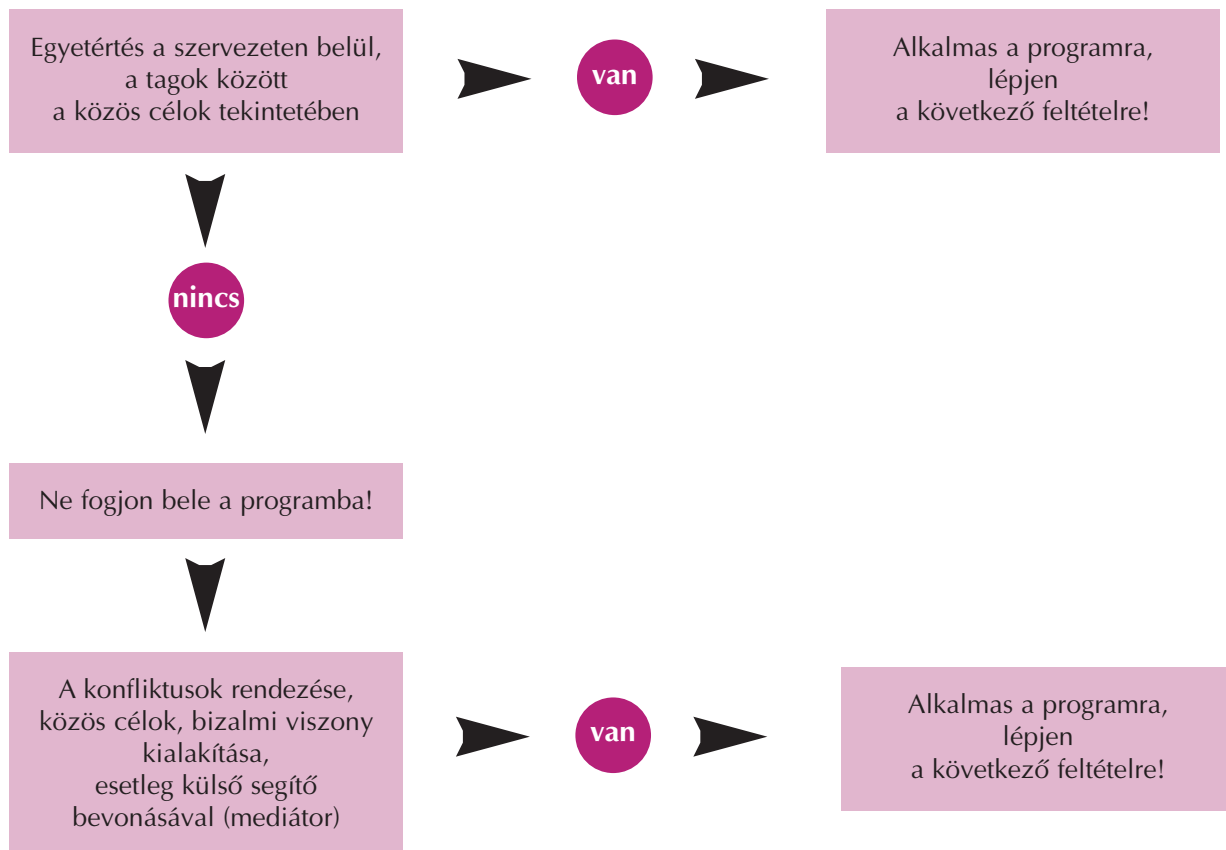 Egyetértés a szervezeten belül,
a tagok között
a közös célok tekintetében
van
Alkalmas a programra,
lépjen
a következő feltételre!
nincs
Ne fogjon bele a programba!
A konfliktusok rendezése,
közös célok, bizalmi viszony
kialakítása,
esetleg külső segítő
bevonásával (mediátor)
van
Alkalmas a programra,
lépjen
a következő feltételre!